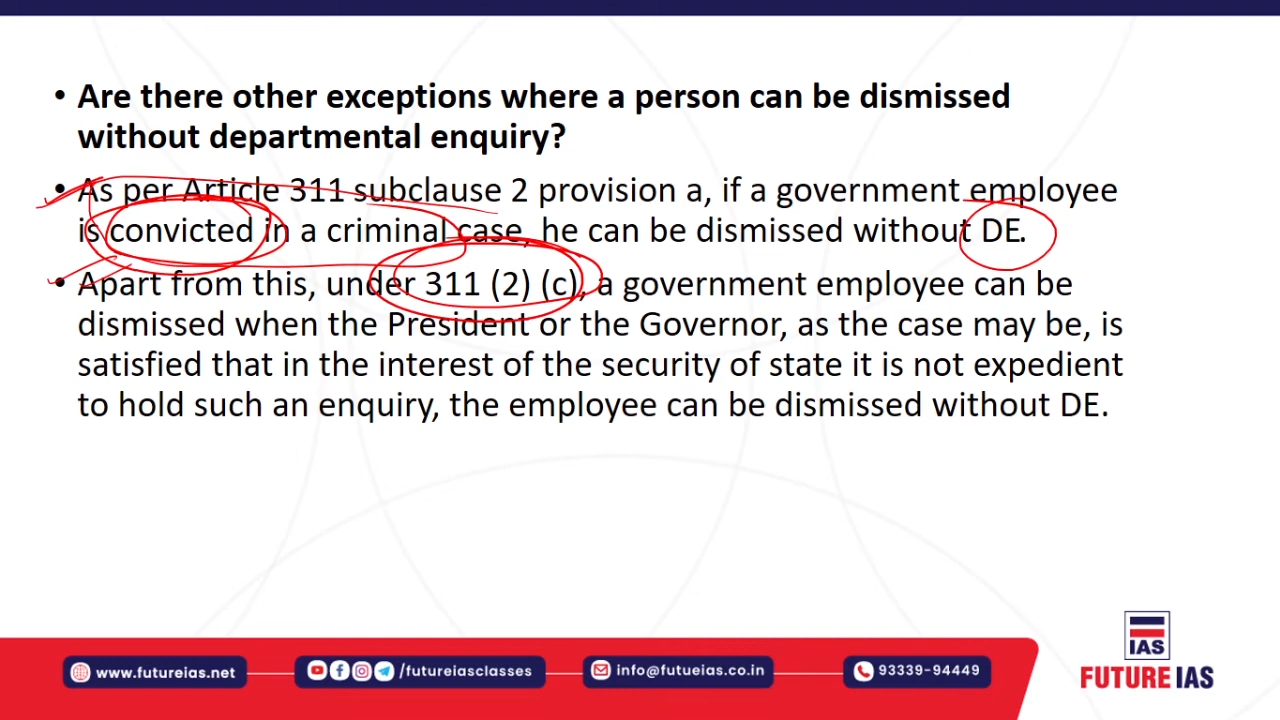 • Are there other exceptions where a person can be dismissed
without departmental enquiry?
• As per Article 311 subclause 2 provision a, if a government employee
is convicted in a criminal case, he can be dismissed without DE.
• Apart from this, under 311 (2) (c), a government employee can be
dismissed when the President or the Governor, as the case may be, is
satisfied that in the interest of the security of state it is not expedient
to hold such an enquiry, the employee can be dismissed without DE.
www.futureias.net
/futureiasclasses
info@futueias.co.in
93339-94449
IAS
FUTURE IAS